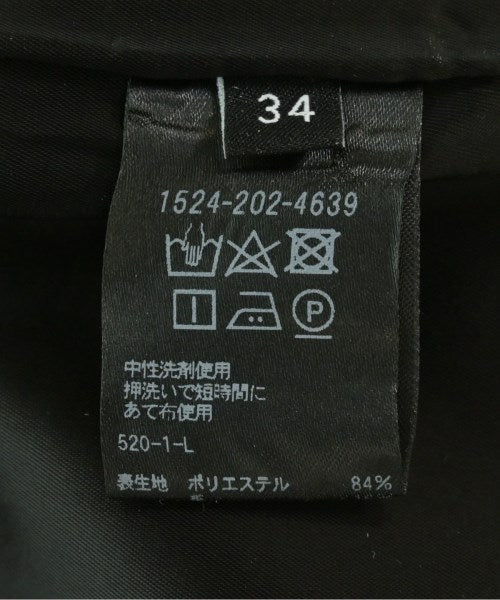 34
1524-202-4639
P
中性洗剤使用
押洗いで短時間に
あて布使用
520-1-L
表生地 ポリエステル 84%